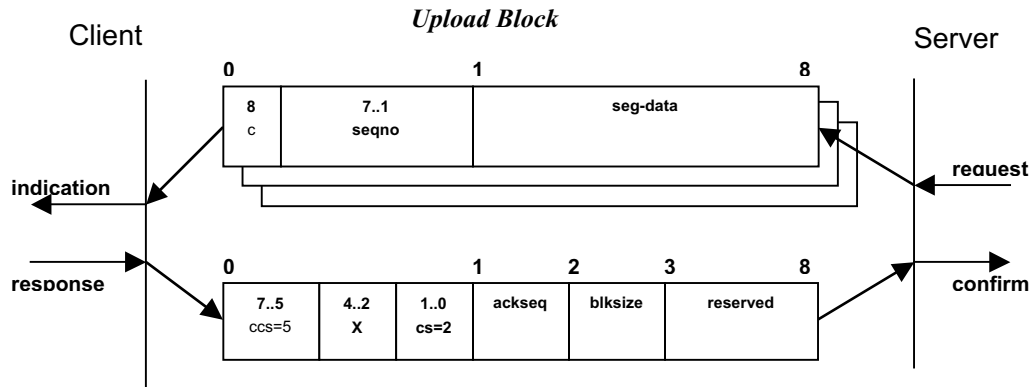 Upload Block
Client
Server
0 1 8
8 7..1 seg-data
c seqno
indication
request
0 1 2 3 8
response
confirm
7..5 4..2 1..0 ackseq blksize reserved
ccs=5 X cs=2